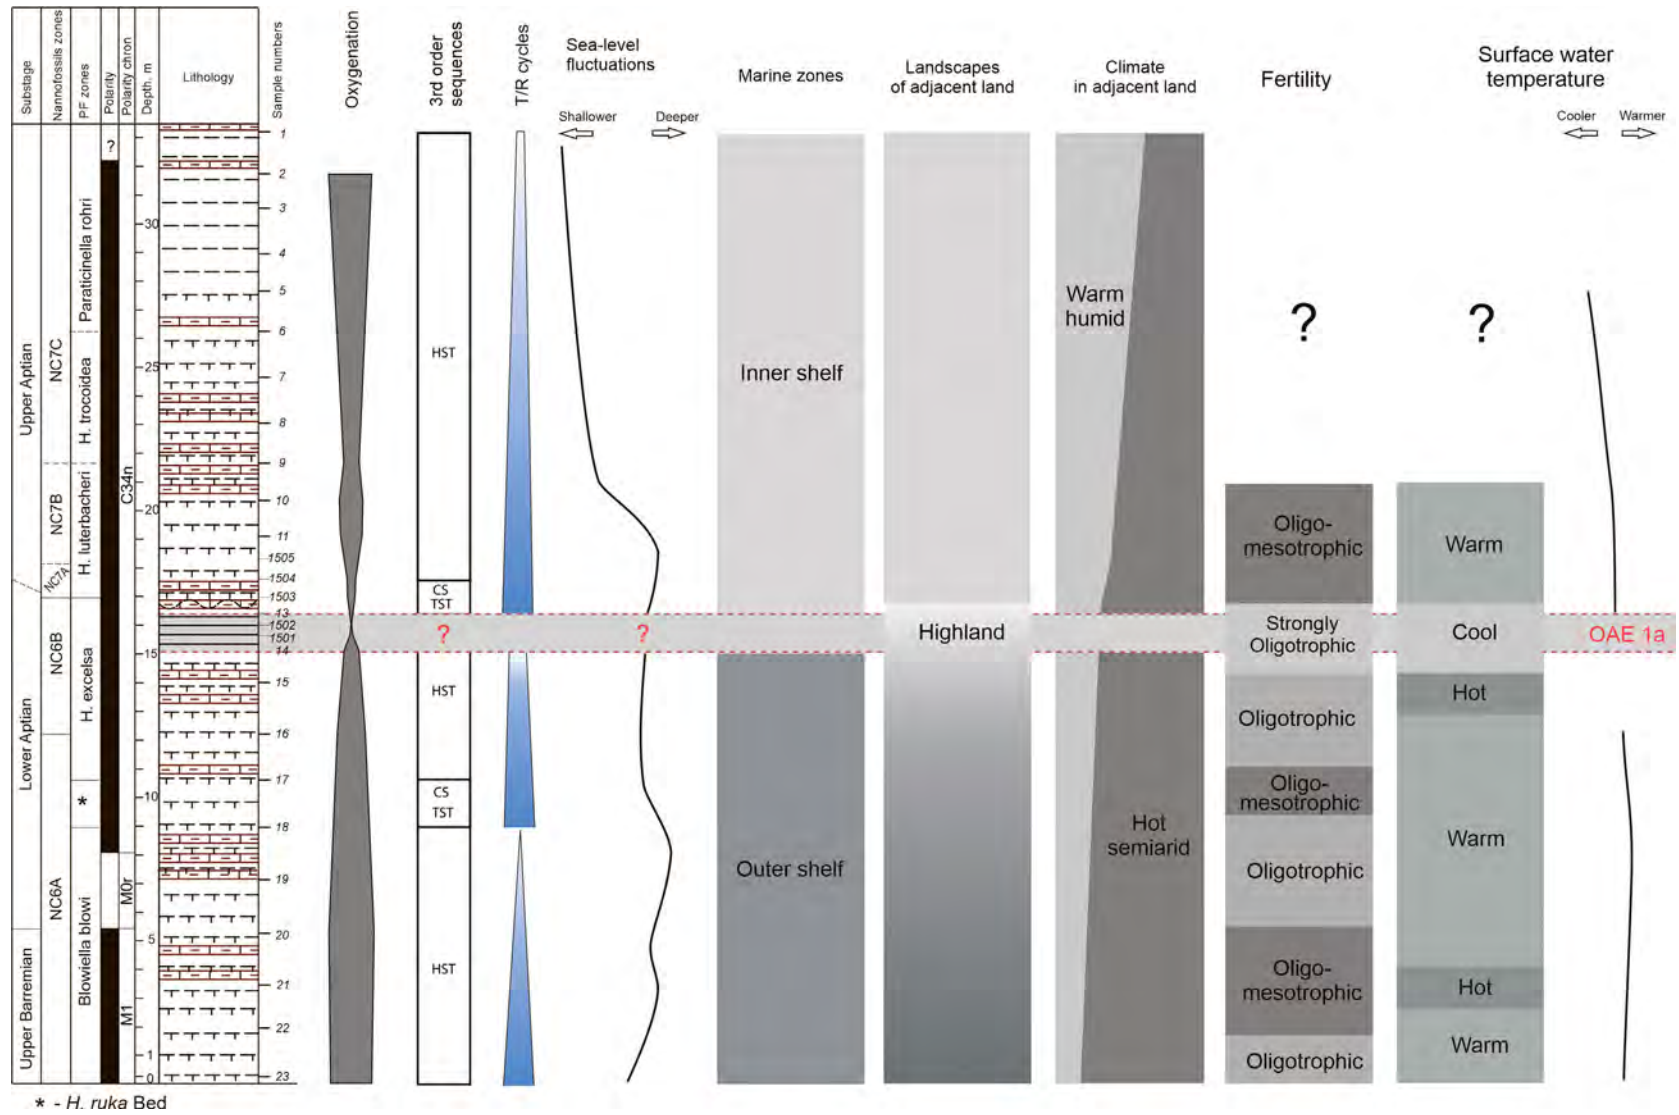 Substage
Nannofossils zones
PF zones
Polarity
Polarity chron
Depth, m
Lithology
Sample numbers
Oxygenation
3rd order
sequences
T/R cycles
Sea-level
fluctuations
Shallower
Deeper
Marine zones
Landscapes
of adjacent land
Climate
in adjacent land
Fertility
Surface water
temperature
Cooler
Warmer
Upper Aptian
Lower Aptian
Upper Barremian
NC7C
NC7B
NC7A
NC6B
NC6A
Paraticinella rohri
H. trocoidea
H. luterbacheri
H. excelsa
*
Blowiella blowi
?
C34n
M0r
M1
30
25
20
15
10
5
1
0
1
2
3
4
5
6
7
8
9
10
11
1505
1504
1503
13
1502
1501
14
15
16
17
18
19
20
21
22
23
HST
CS
TST
?
HST
CS
TST
HST
?
Inner shelf
Outer shelf
Highland
Warm
humid
Hot
semiarid
?
Oligo-
mesotrophic
Strongly
Oligotrophic
Oligotrophic
Oligo-
mesotrophic
Oligotrophic
Oligo-
mesotrophic
Oligotrophic
?
Warm
Cool
Hot
Warm
Hot
Warm
OAE 1a
* - H. ruka Bed